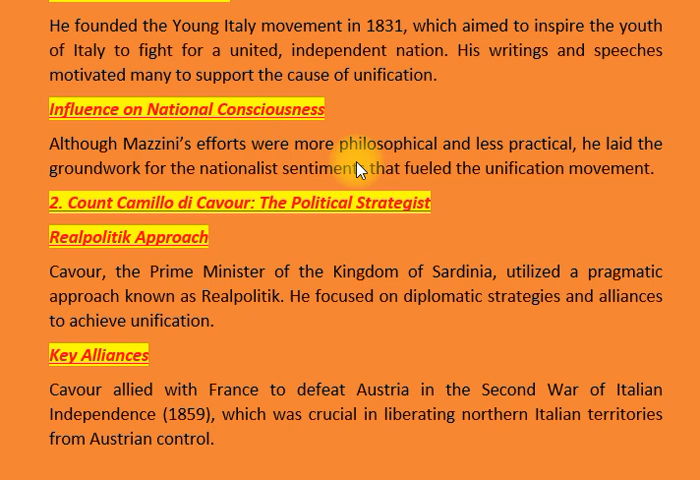 He founded the Young Italy movement in 1831, which aimed to inspire the youth
of Italy to fight for a united, independent nation. His writings and speeches
motivated many to support the cause of unification.
Influence on National Consciousness
Although Mazzini’s efforts were more philosophical and less practical, he laid the
groundwork for the nationalist sentiments that fueled the unification movement.
2. Count Camillo di Cavour: The Political Strategist
Realpolitik Approach
Cavour, the Prime Minister of the Kingdom of Sardinia, utilized a pragmatic
approach known as Realpolitik. He focused on diplomatic strategies and alliances
to achieve unification.
Key Alliances
Cavour allied with France to defeat Austria in the Second War of Italian
Independence (1859), which was crucial in liberating northern Italian territories
from Austrian control.